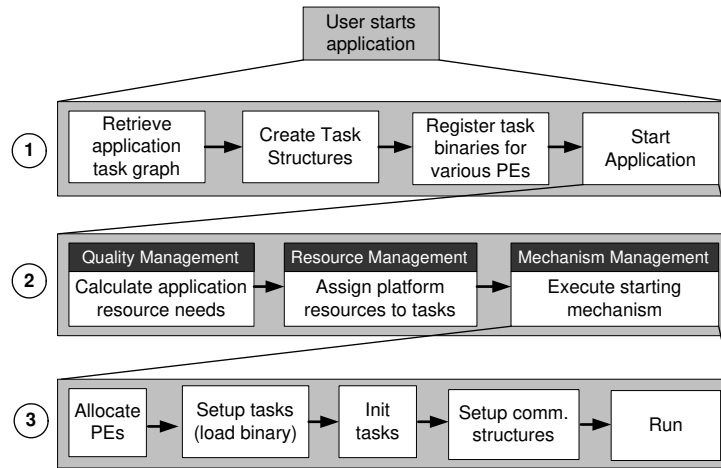 User starts
application
1
Retrieve
application
task graph
Create Task
Structures
Register task
binaries for
various PEs
Start
Application
2
Quality Management
Calculate application
resource needs
Resource Management
Assign platform
resources to tasks
Mechanism Management
Execute starting
mechanism
3
Allocate
PEs
Setup tasks
(load binary)
Init
tasks
Setup comm.
structures
Run